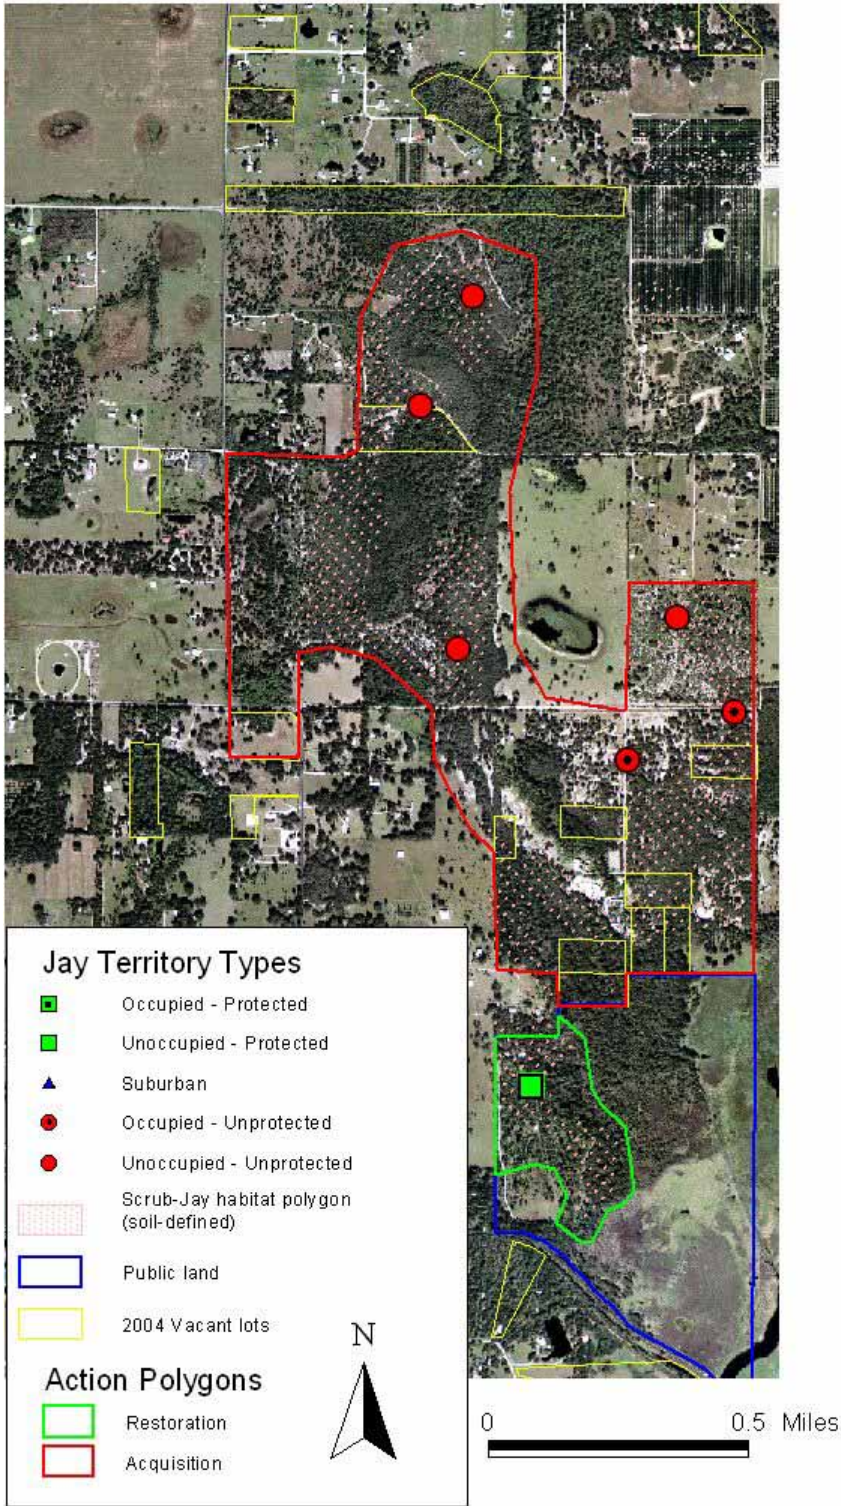 Jay Territory Types
Occupied - Protected
Unoccupied - Protected
Suburban
Occupied - Unprotected
Unoccupied - Unprotected
Scrub-Jay habitat polygon
(soil-defined)
Public land
2004 Vacant lots
N
Action Polygons
Restoration
Acquisition
0 0.5 Miles